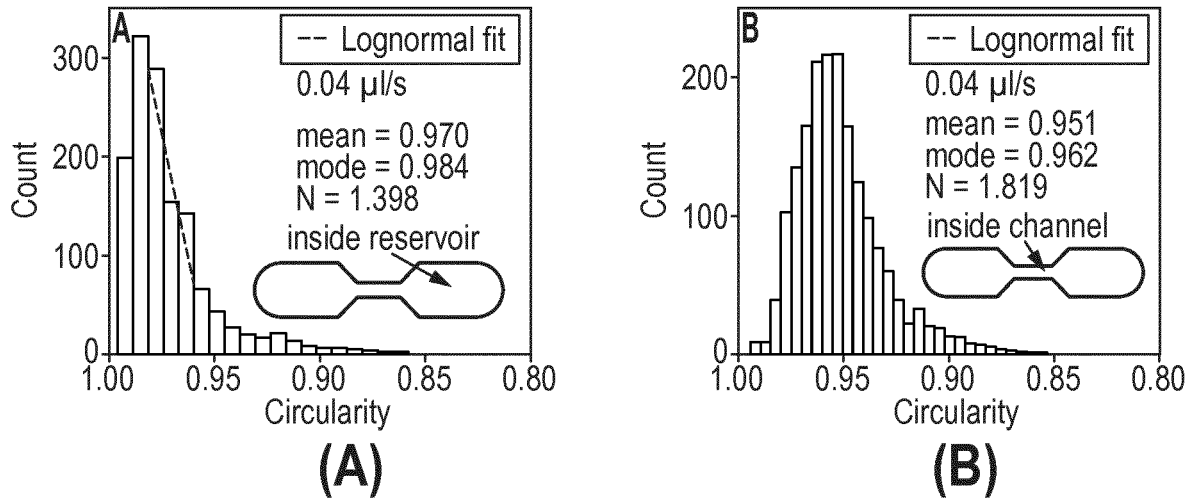 A
-- Lognormal fit
0.04 µl/s
mean = 0.970
mode = 0.984
N = 1.398
inside reservoir
Count
300
200
100
0
1.00 0.95 0.90 0.85 0.80
Circularity
(A)
B
-- Lognormal fit
0.04 µl/s
mean = 0.951
mode = 0.962
N = 1.819
inside channel
Count
200
100
0
1.00 0.95 0.90 0.85 0.80
Circularity
(B)